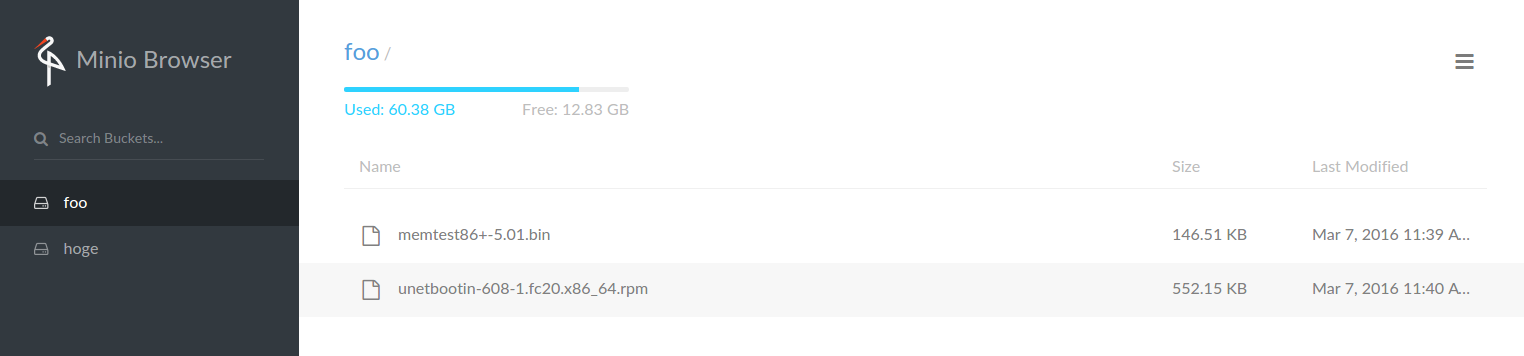 Minio Browser
Search Buckets...
foo
hoge
foo /
Used: 60.38 GB Free: 12.83 GB
Name Size Last Modified
memtest86+-5.01.bin 146.51 KB Mar 7, 2016 11:39 A...
unetbootin-608-1.fc20.x86_64.rpm 552.15 KB Mar 7, 2016 11:40 A...